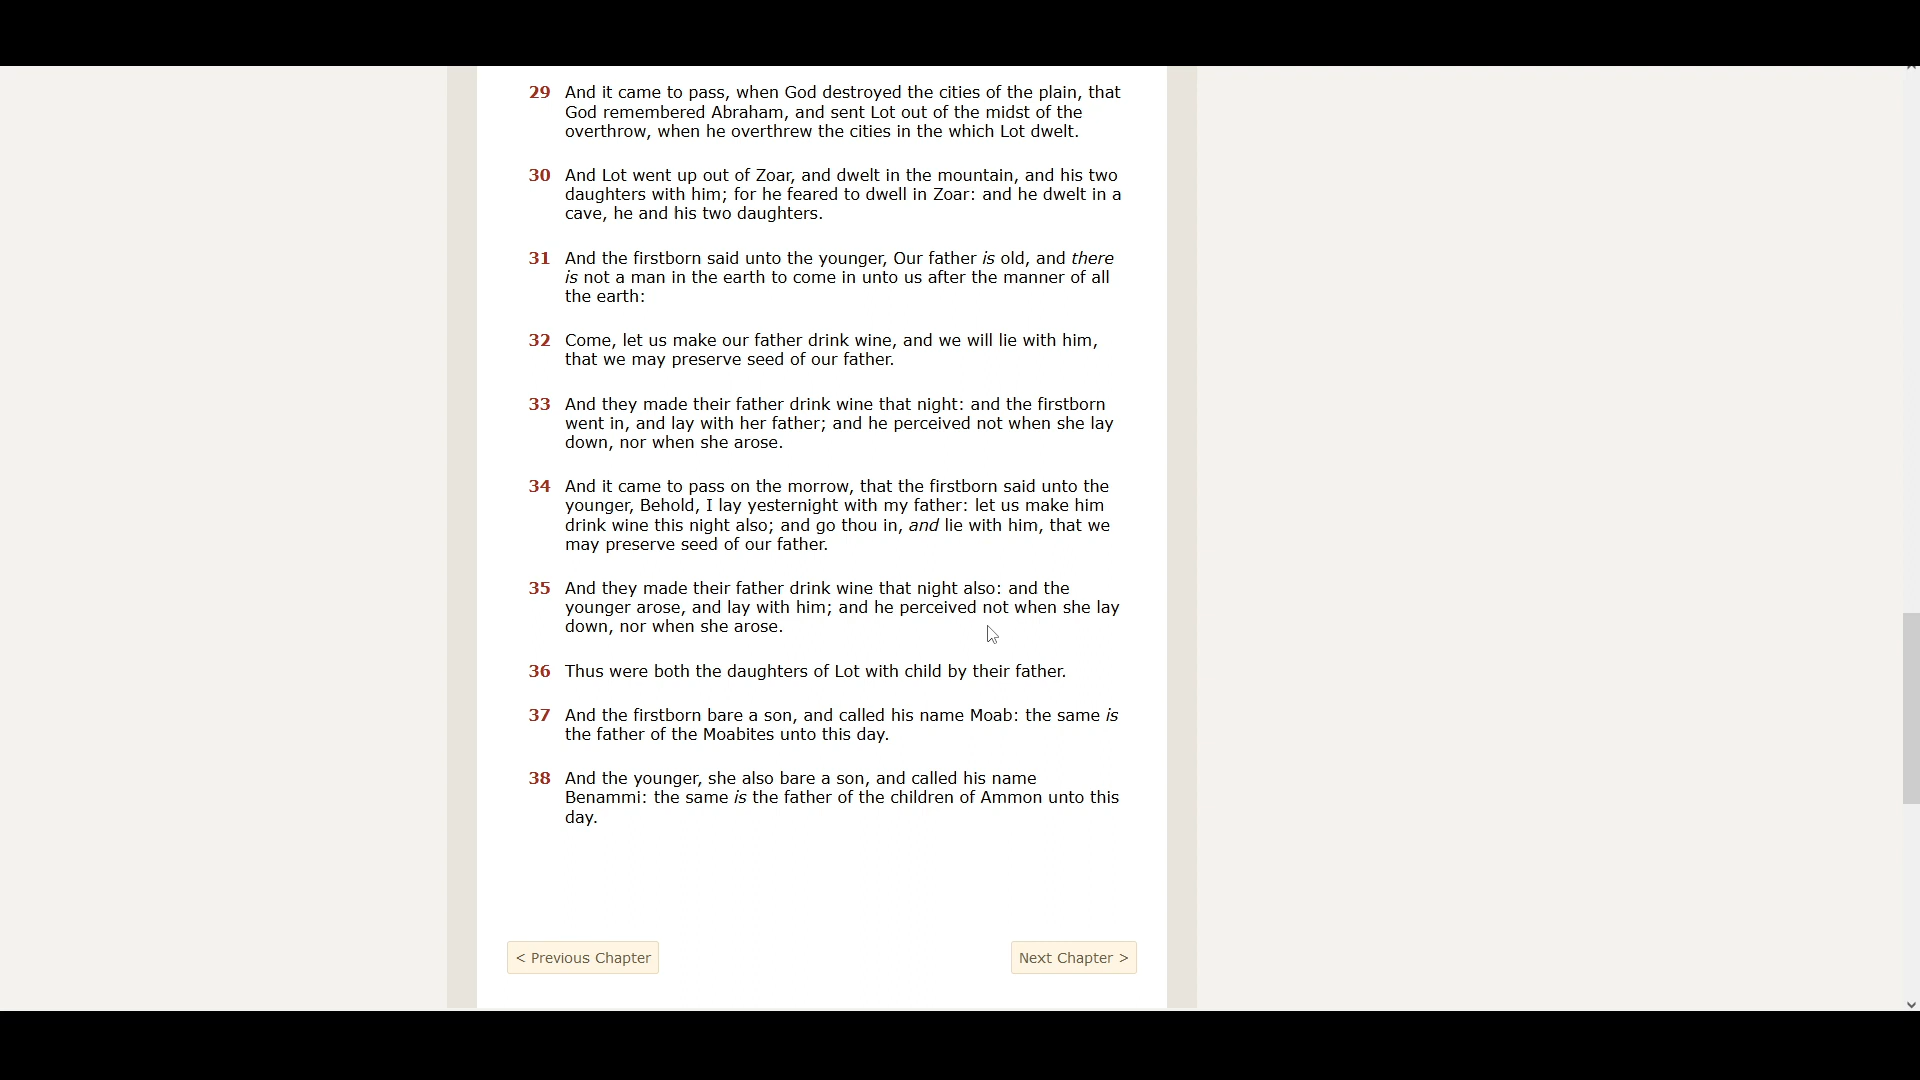 29 And it came to pass, when God destroyed the cities of the plain, that
God remembered Abraham, and sent Lot out of the midst of the
overthrow, when he overthrew the cities in the which Lot dwelt.
30 And Lot went up out of Zoar, and dwelt in the mountain, and his two
daughters with him; for he feared to dwell in Zoar: and he dwelt in a
cave, he and his two daughters.
31 And the firstborn said unto the younger, Our father is old, and there
is not a man in the earth to come in unto us after the manner of all
the earth:
32 Come, let us make our father drink wine, and we will lie with him,
that we may preserve seed of our father.
33 And they made their father drink wine that night: and the firstborn
went in, and lay with her father; and he perceived not when she lay
down, nor when she arose.
34 And it came to pass on the morrow, that the firstborn said unto the
younger, Behold, I lay yesternight with my father: let us make him
drink wine this night also; and go thou in, and lie with him, that we
may preserve seed of our father.
35 And they made their father drink wine that night also: and the
younger arose, and lay with him; and he perceived not when she lay
down, nor when she arose.
36 Thus were both the daughters of Lot with child by their father.
37 And the firstborn bare a son, and called his name Moab: the same is
the father of the Moabites unto this day.
38 And the younger, she also bare a son, and called his name
Benammi: the same is the father of the children of Ammon unto this
day.
< Previous Chapter
Next Chapter >